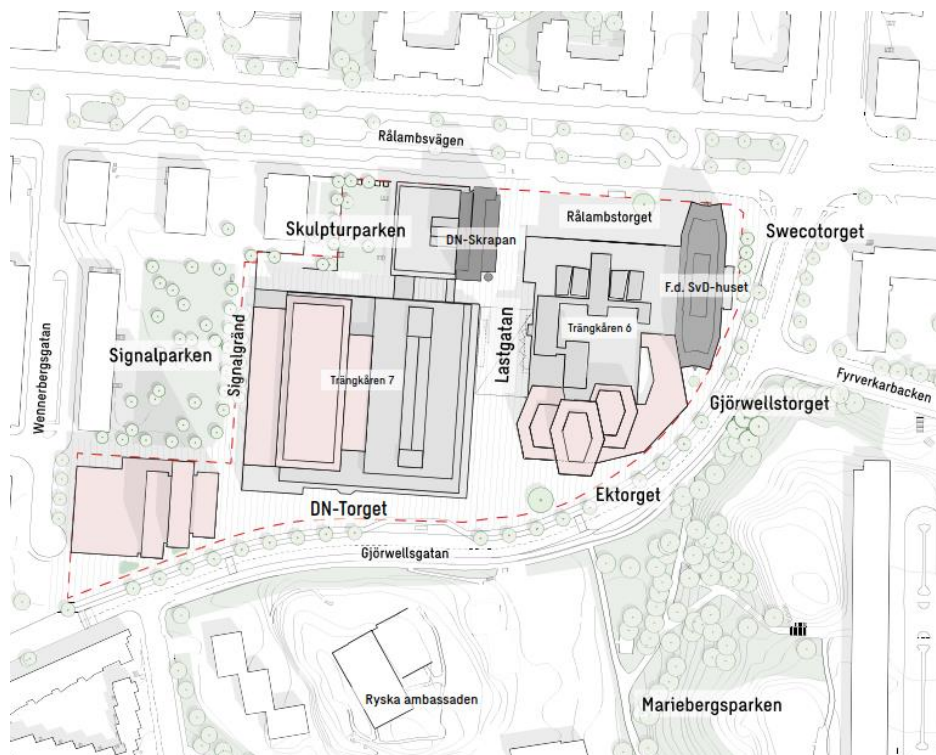 Rålambsvägen
Skulpturparken
DN-Skrapan
Rålambstorget
Swecotorget
F.d. SvD-huset
Wennerbergsgatan
Signalparken
Signalgränd
Trängkåren 7
Lastgatan
Trängkåren 6
Fyrverkarbacken
Gjörwellstorget
DN-Torget
Ektorget
Gjörwellsgatan
Ryska ambassaden
Mariebergsparken